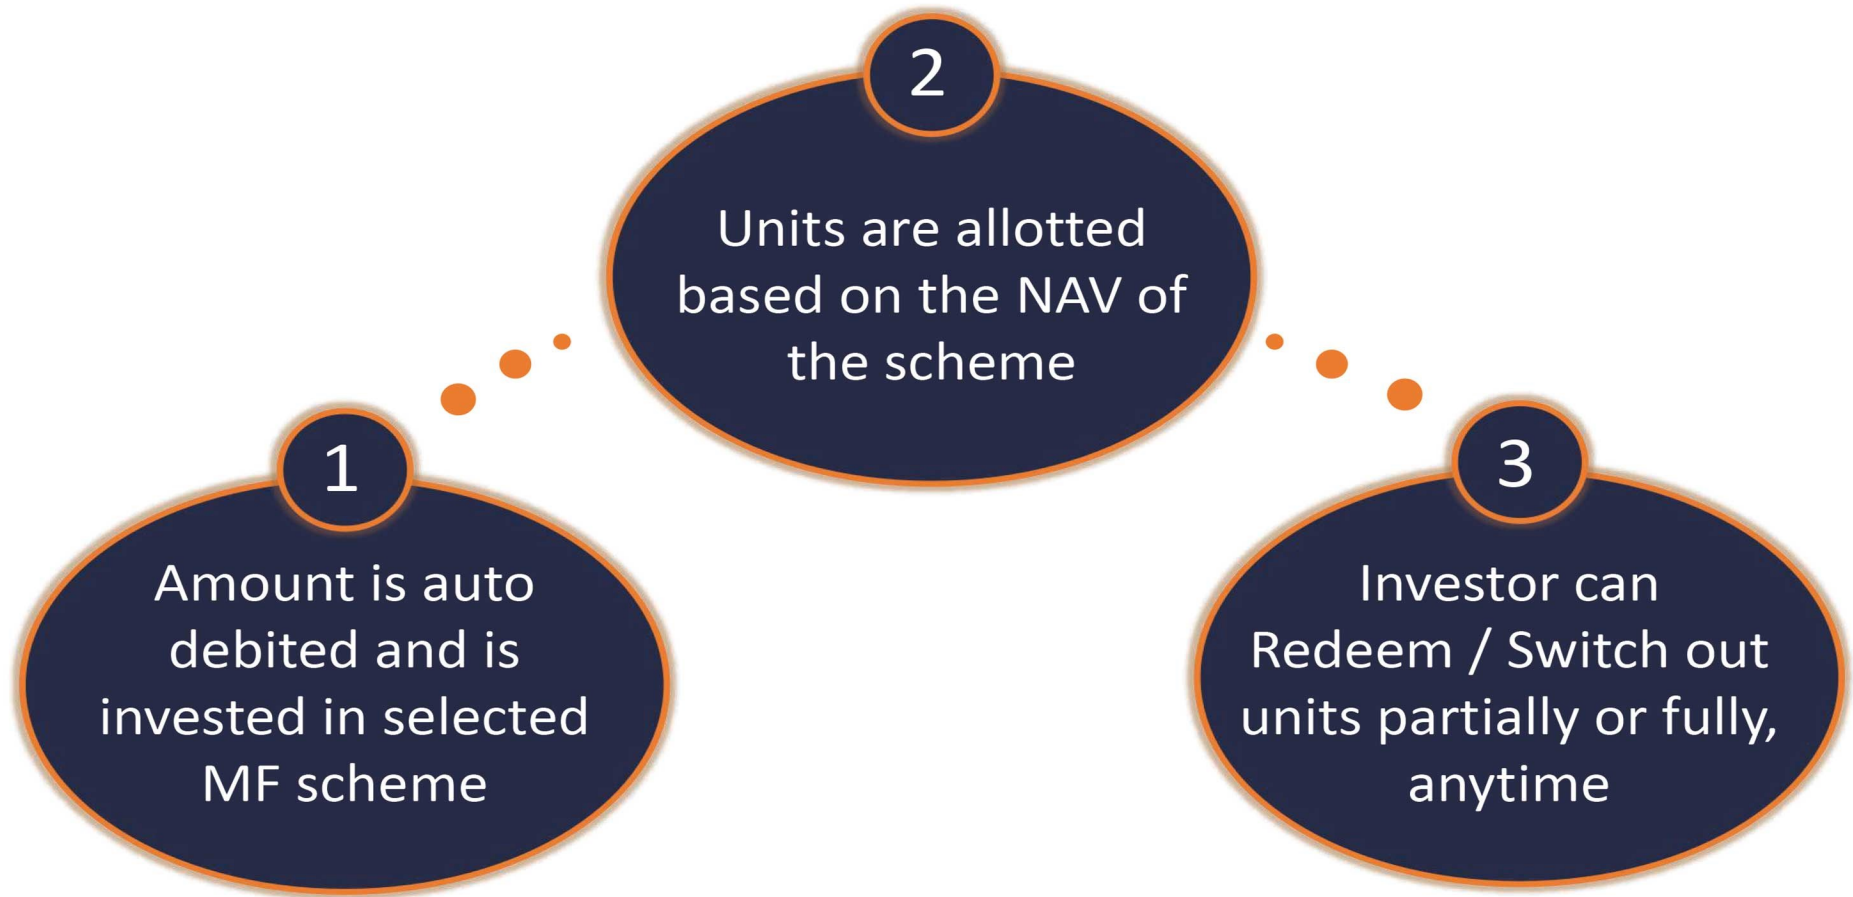 1
Amount is auto
debited and is
invested in selected
MF scheme
2
Units are allotted
based on the NAV of
the scheme
3
Investor can
Redeem / Switch out
units partially or fully,
anytime